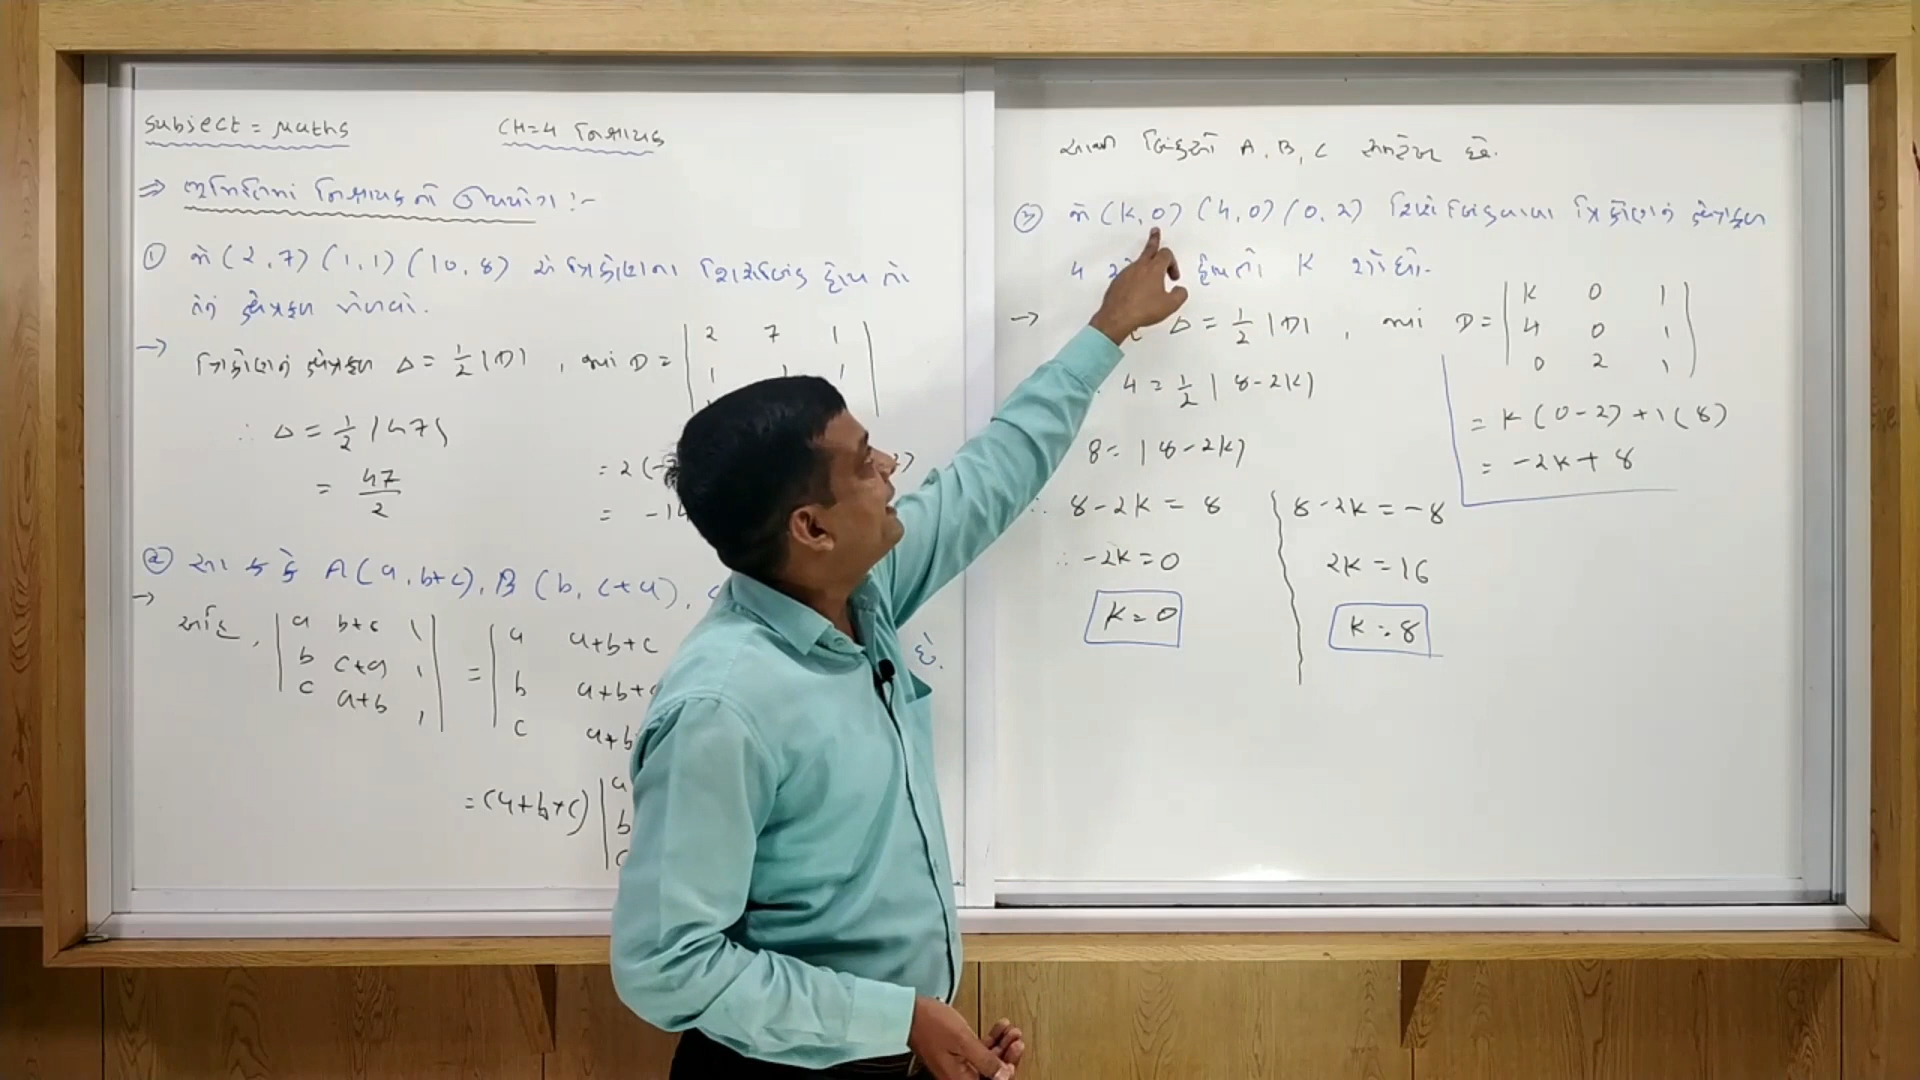 Subject = Maths
CH=4 નિશ્ચાયક
⇒ ભૂમિતિમાં નિશ્ચાયકનો ઉપયોગ :-
① જો (2, 7) (1, 1) (10, 8) એ ત્રિકોણના શિરોબિંદુ હોય તો
તેનું ક્ષેત્રફળ મેળવો.
→ ત્રિકોણનું ક્ષેત્રફળ Δ = 1/2 |D| , જ્યાં D = | 2 7 1
1 1 1 |
∴ Δ = 1/2 |47|
= 47/2
= 2(-7
= -14
② A(a, b+c), B(b, c+a),
છે.
→ | a b+c 1
b c+a 1
c a+b 1 |
= | a a+b+c
b a+b+c
c a+b
= (a+b+c) | a
b
c
A, B, C સમરેખ છે.
③ જો (k, 0) (4, 0) (0, 2) ત્રિકોણનું ક્ષેત્રફળ
4 હોય તો k શોધો.
→ Δ = 1/2 |D| , જ્યાં D = | k 0 1
4 0 1
0 2 1 |
= k(0-2)+1(8)
= -2k+8
4 = 1/2 |8-2k|
8 = |8-2k|
∴ 8-2k = 8
∴ -2k = 0
k = 0
8-2k = -8
2k = 16
k = 8